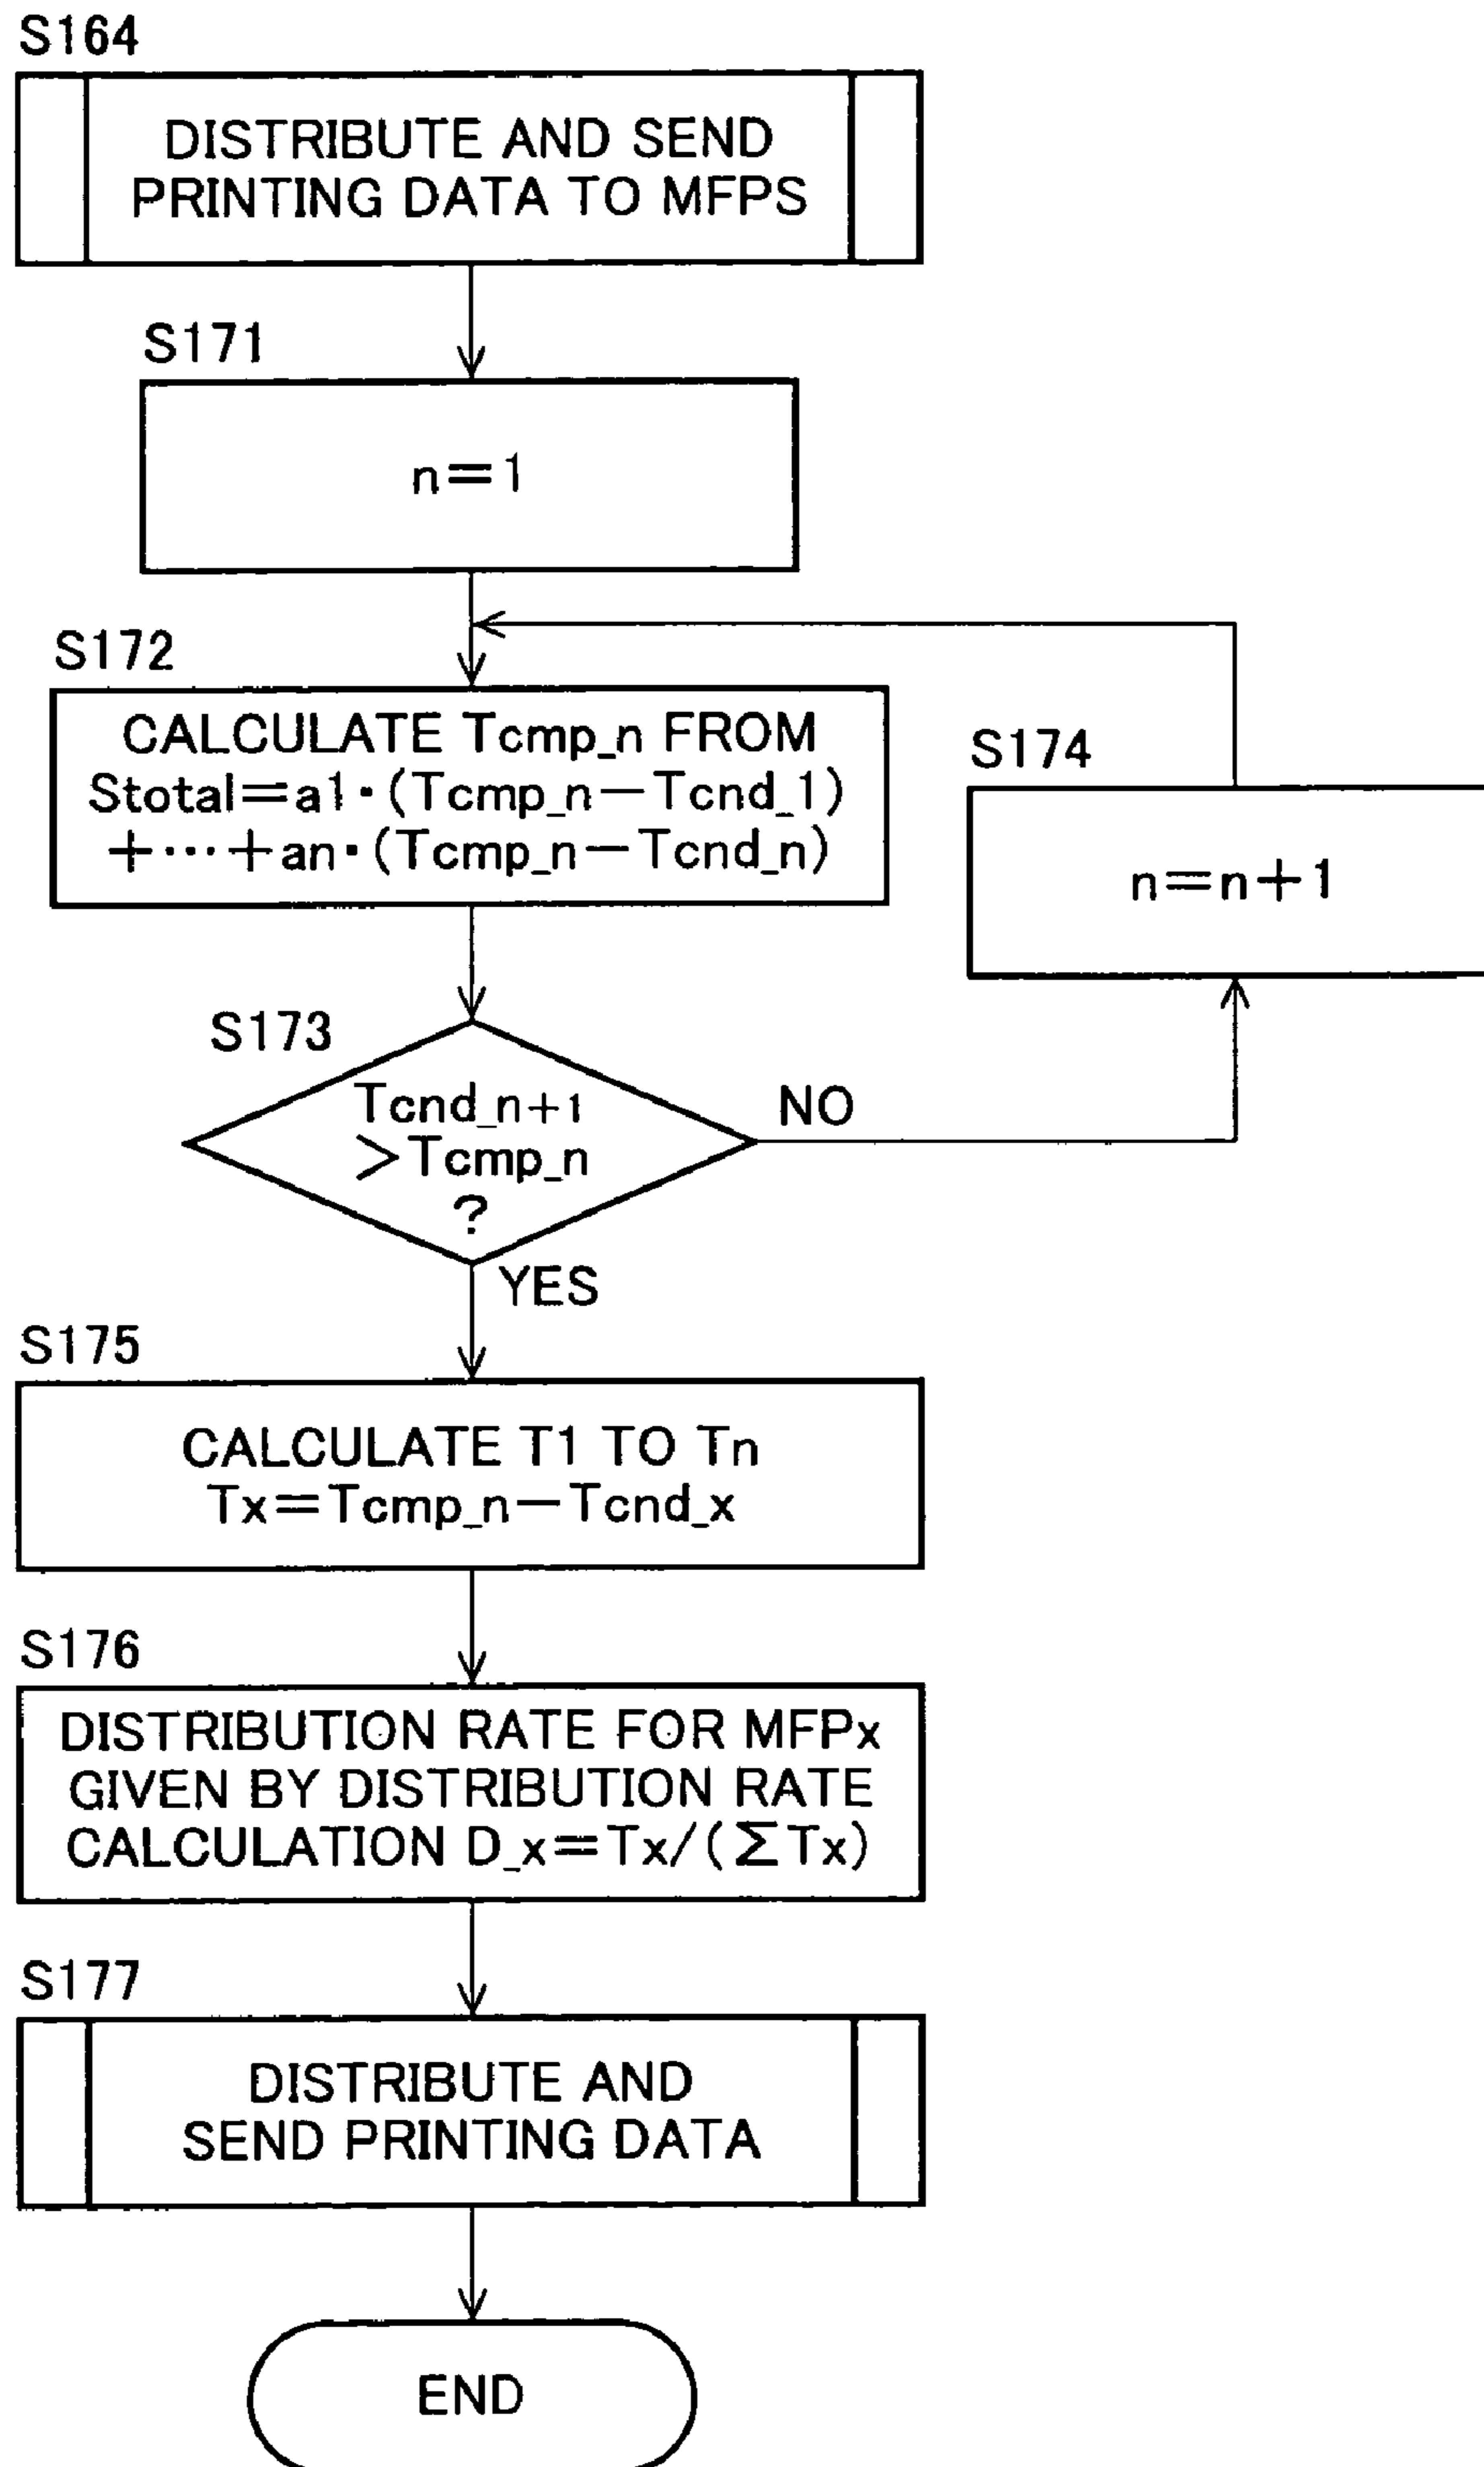 S164
DISTRIBUTE AND SEND
PRINTING DATA TO MFPS
S171
n=1
S172
CALCULATE Tcmp_n FROM
Stotal=a1·(Tcmp_n−Tcnd_1)
+···+an·(Tcmp_n−Tcnd_n)
S174
n=n+1
S173
Tcnd_n+1
>Tcmp_n
?
NO
YES
S175
CALCULATE T1 TO Tn
Tx=Tcmp_n−Tcnd_x
S176
DISTRIBUTION RATE FOR MFPx
GIVEN BY DISTRIBUTION RATE
CALCULATION D_x=Tx/(ΣTx)
S177
DISTRIBUTE AND
SEND PRINTING DATA
END